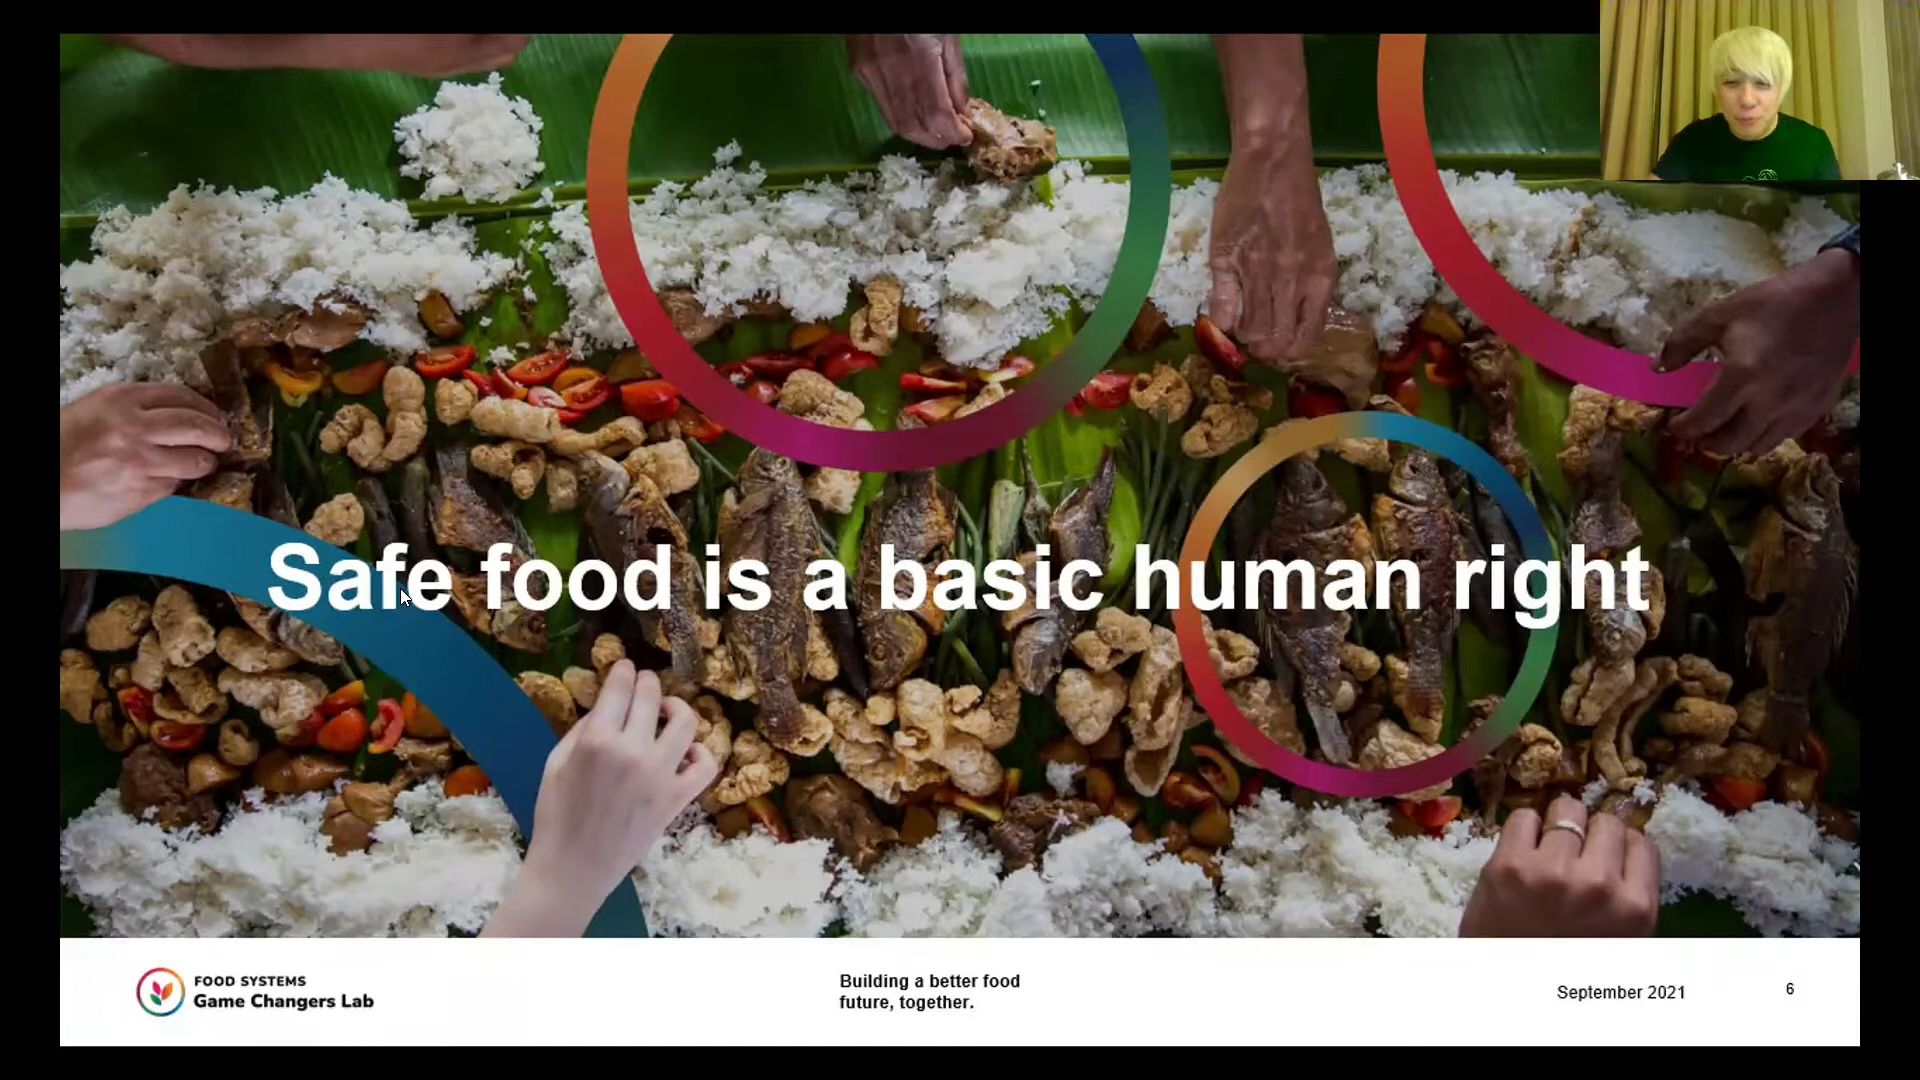 Safe food is a basic human right
FOOD SYSTEMS
Game Changers Lab
Building a better food
future, together.
September 2021
6